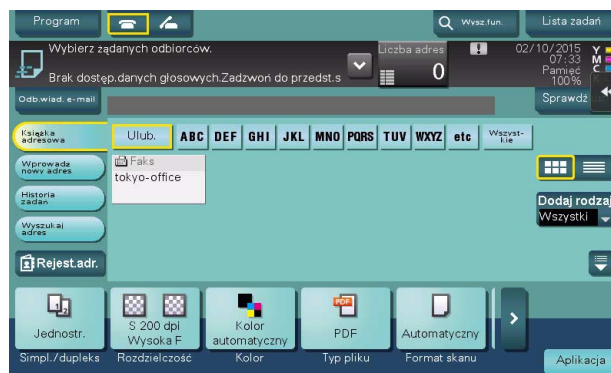 Program
Wysz.fun.
Lista zadań
Wybierz żądanych odbiorców.
Liczba adres
02/10/2015
Y
07:33
M
Brak dostęp.danych głosowych.Zadzwoń do przedst.s
0
Pamięć
C
100%
Odb.wiad. e-mail
Sprawdź
Książka
adresowa
Ulub.
ABC
DEF
GHI
JKL
MNO
PQRS
TUV
WXYZ
etc
Wszyst-
kie
Wprowadź
nowy adres
Faks
tokyo-office
Historia
zadań
Dodaj rodzaj
Wszystki
Wyszukaj
adres
Rejest.adr.
PDF
Jednostr.
S 200 dpi
Wysoka F
Kolor
automatyczny
PDF
Automatyczny
Simpl./dupleks
Rozdzielczość
Kolor
Typ pliku
Format skanu
Aplikacja